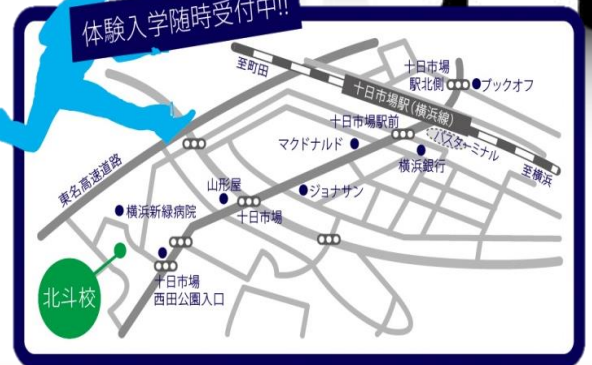 体験入学随時受付中!!
至町田
十日市場
駅北側
ブックオフ
十日市場駅(横浜線)
十日市場駅前
バスターミナル
マクドナルド
横浜銀行
至横浜
東名高速道路
山形屋
ジョナサン
横浜新緑病院
十日市場
北斗校
十日市場
西田公園入口